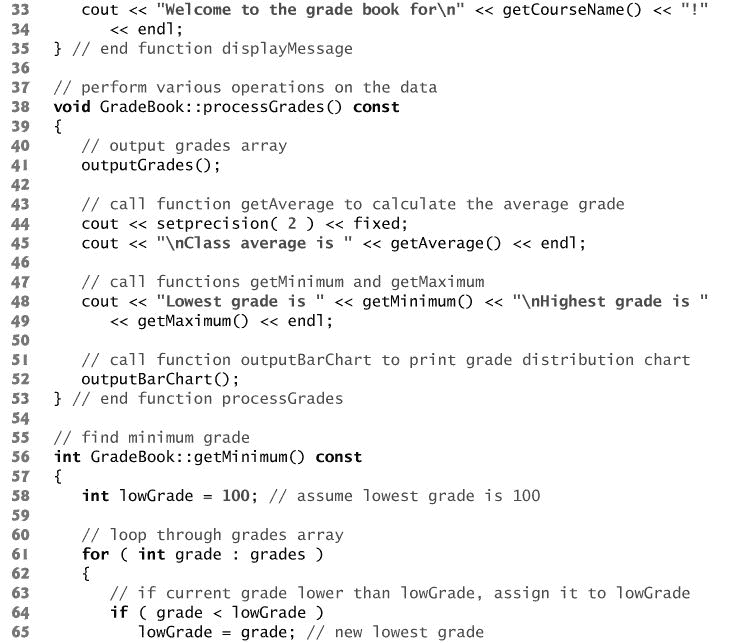 33 cout << "Welcome to the grade book for\n" << getCourseName() << "!"
34 << endl;
35 } // end function displayMessage
36
37 // perform various operations on the data
38 void GradeBook::processGrades() const
39 {
40 // output grades array
41 outputGrades();
42
43 // call function getAverage to calculate the average grade
44 cout << setprecision( 2 ) << fixed;
45 cout << "\nClass average is " << getAverage() << endl;
46
47 // call functions getMinimum and getMaximum
48 cout << "Lowest grade is " << getMinimum() << "\nHighest grade is "
49 << getMaximum() << endl;
50
51 // call function outputBarChart to print grade distribution chart
52 outputBarChart();
53 } // end function processGrades
54
55 // find minimum grade
56 int GradeBook::getMinimum() const
57 {
58 int lowGrade = 100; // assume lowest grade is 100
59
60 // loop through grades array
61 for ( int grade : grades )
62 {
63 // if current grade lower than lowGrade, assign it to lowGrade
64 if ( grade < lowGrade )
65 lowGrade = grade; // new lowest grade